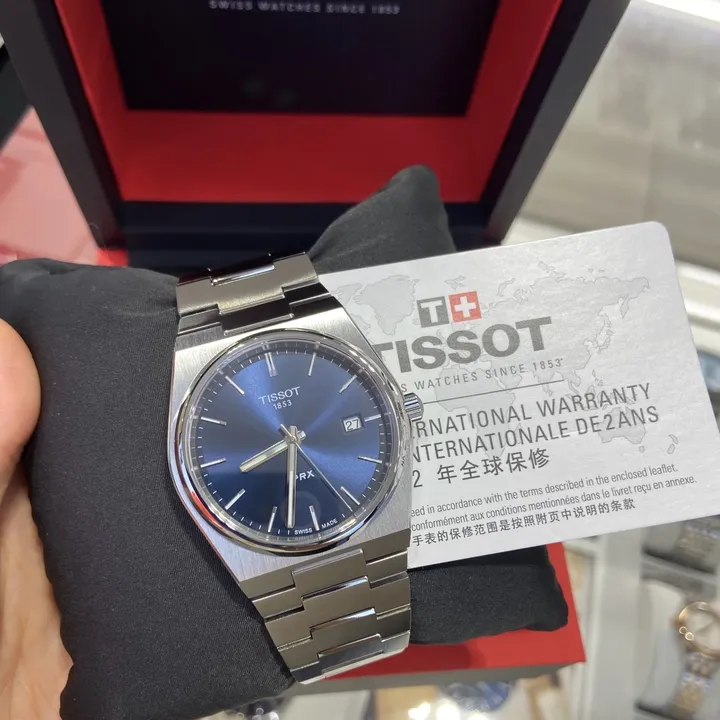 SWISS WATCHES SINCE 1853
TISSOT
1853
27
PRX
SWISS MADE
T+
TISSOT
WATCHES SINCE 1853
WARRANTY
INTERNATIONALE DE 2 ANS
2 年全球保修
in accordance with the terms described in the enclosed leaflet.
conformément aux conditions mentionnées dans le livret reçu en annexe.
手表的保修范围是按照附页中说明的条款